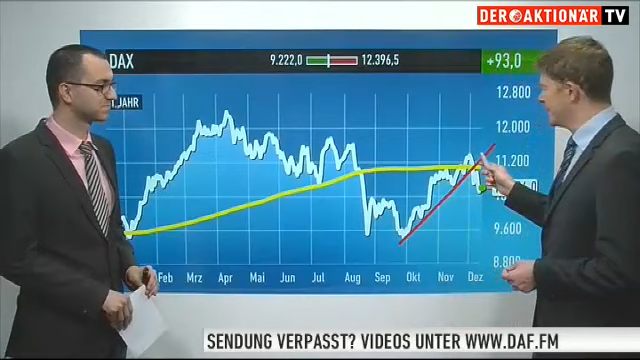 DER AKTIONÄR TV
DAX
9.222,0
12.396,5
+93,0
1 JAHR
12.800
12.000
11.200
9.600
8.800
Feb Mrz Apr Mai Jun Jul Aug Sep Okt Nov Dez
SENDUNG VERPASST? VIDEOS UNTER WWW.DAF.FM